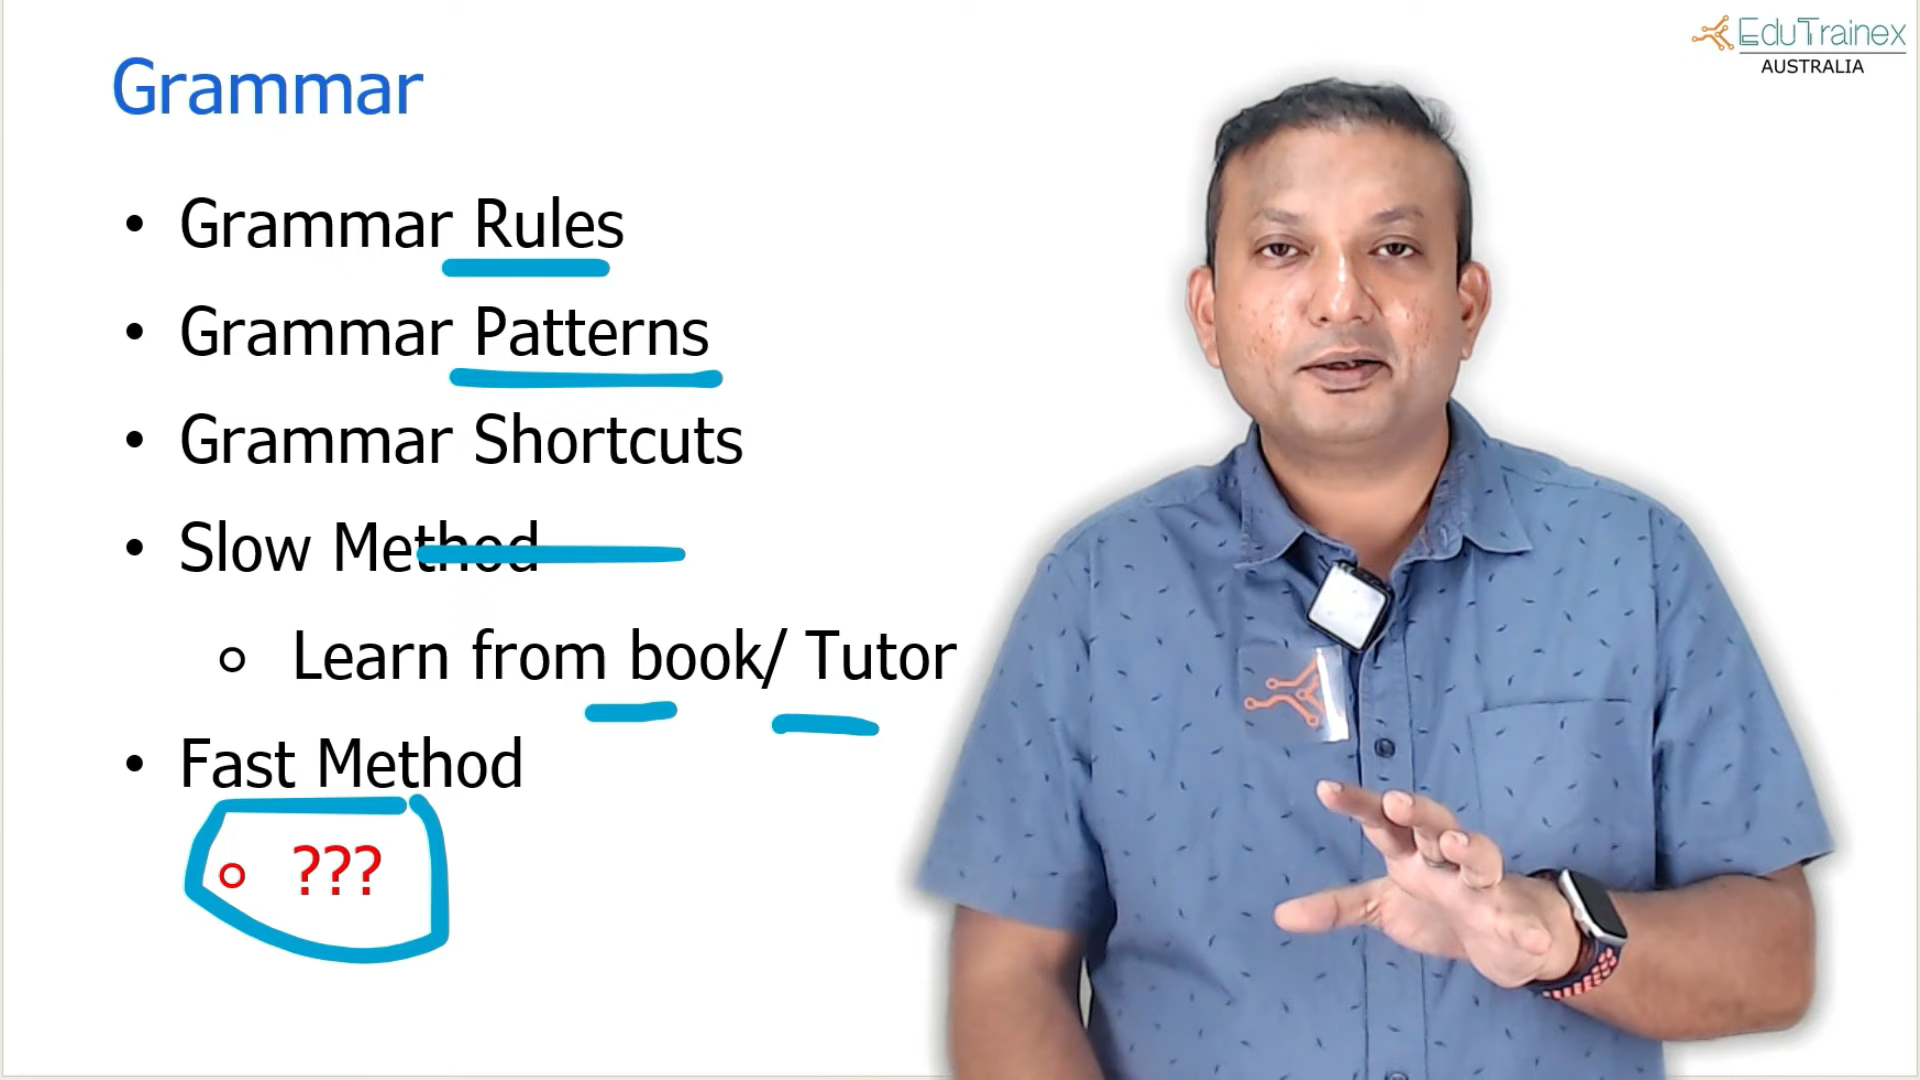 EduTrainex
AUSTRALIA
Grammar
• Grammar Rules
• Grammar Patterns
• Grammar Shortcuts
• Slow Method
○ Learn from book/ Tutor
• Fast Method
○ ???